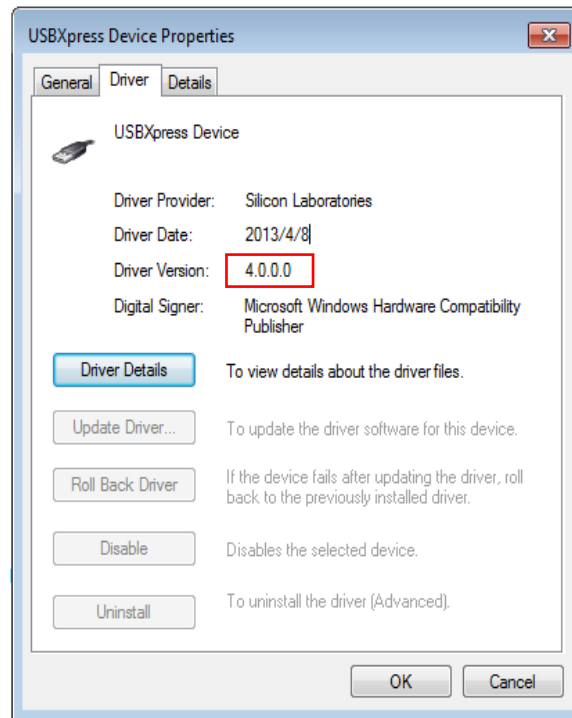 USBXpress Device Properties
General Driver Details
USBXpress Device
Driver Provider: Silicon Laboratories
Driver Date: 2013/4/8
Driver Version: 4.0.0.0
Digital Signer: Microsoft Windows Hardware Compatibility
Publisher
Driver Details To view details about the driver files.
Update Driver... To update the driver software for this device.
Roll Back Driver If the device fails after updating the driver, roll
back to the previously installed driver.
Disable Disables the selected device.
Uninstall To uninstall the driver (Advanced).
OK Cancel